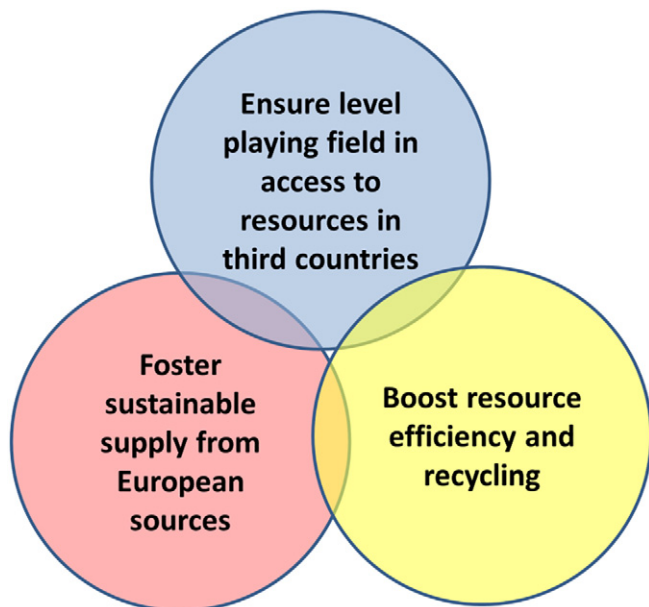 Ensure level
playing field in
access to
resources in
third countries
Foster
sustainable
supply from
European
sources
Boost resource
efficiency and
recycling